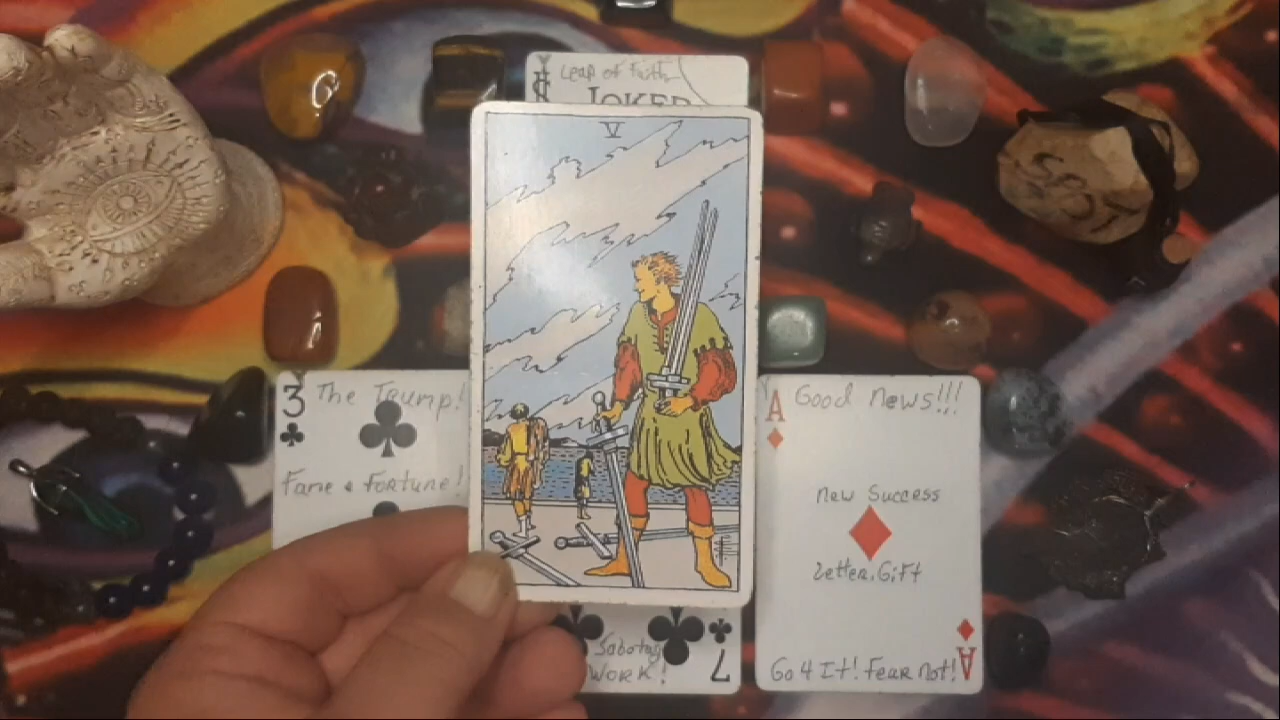 Leap of Faith
JOKER
V
3 The Trump!
Fame & Fortune!
A Good News!!!
New Success
Letter, Gift
Go 4 It! Fear Not! A
Sabotag
WORK! 7